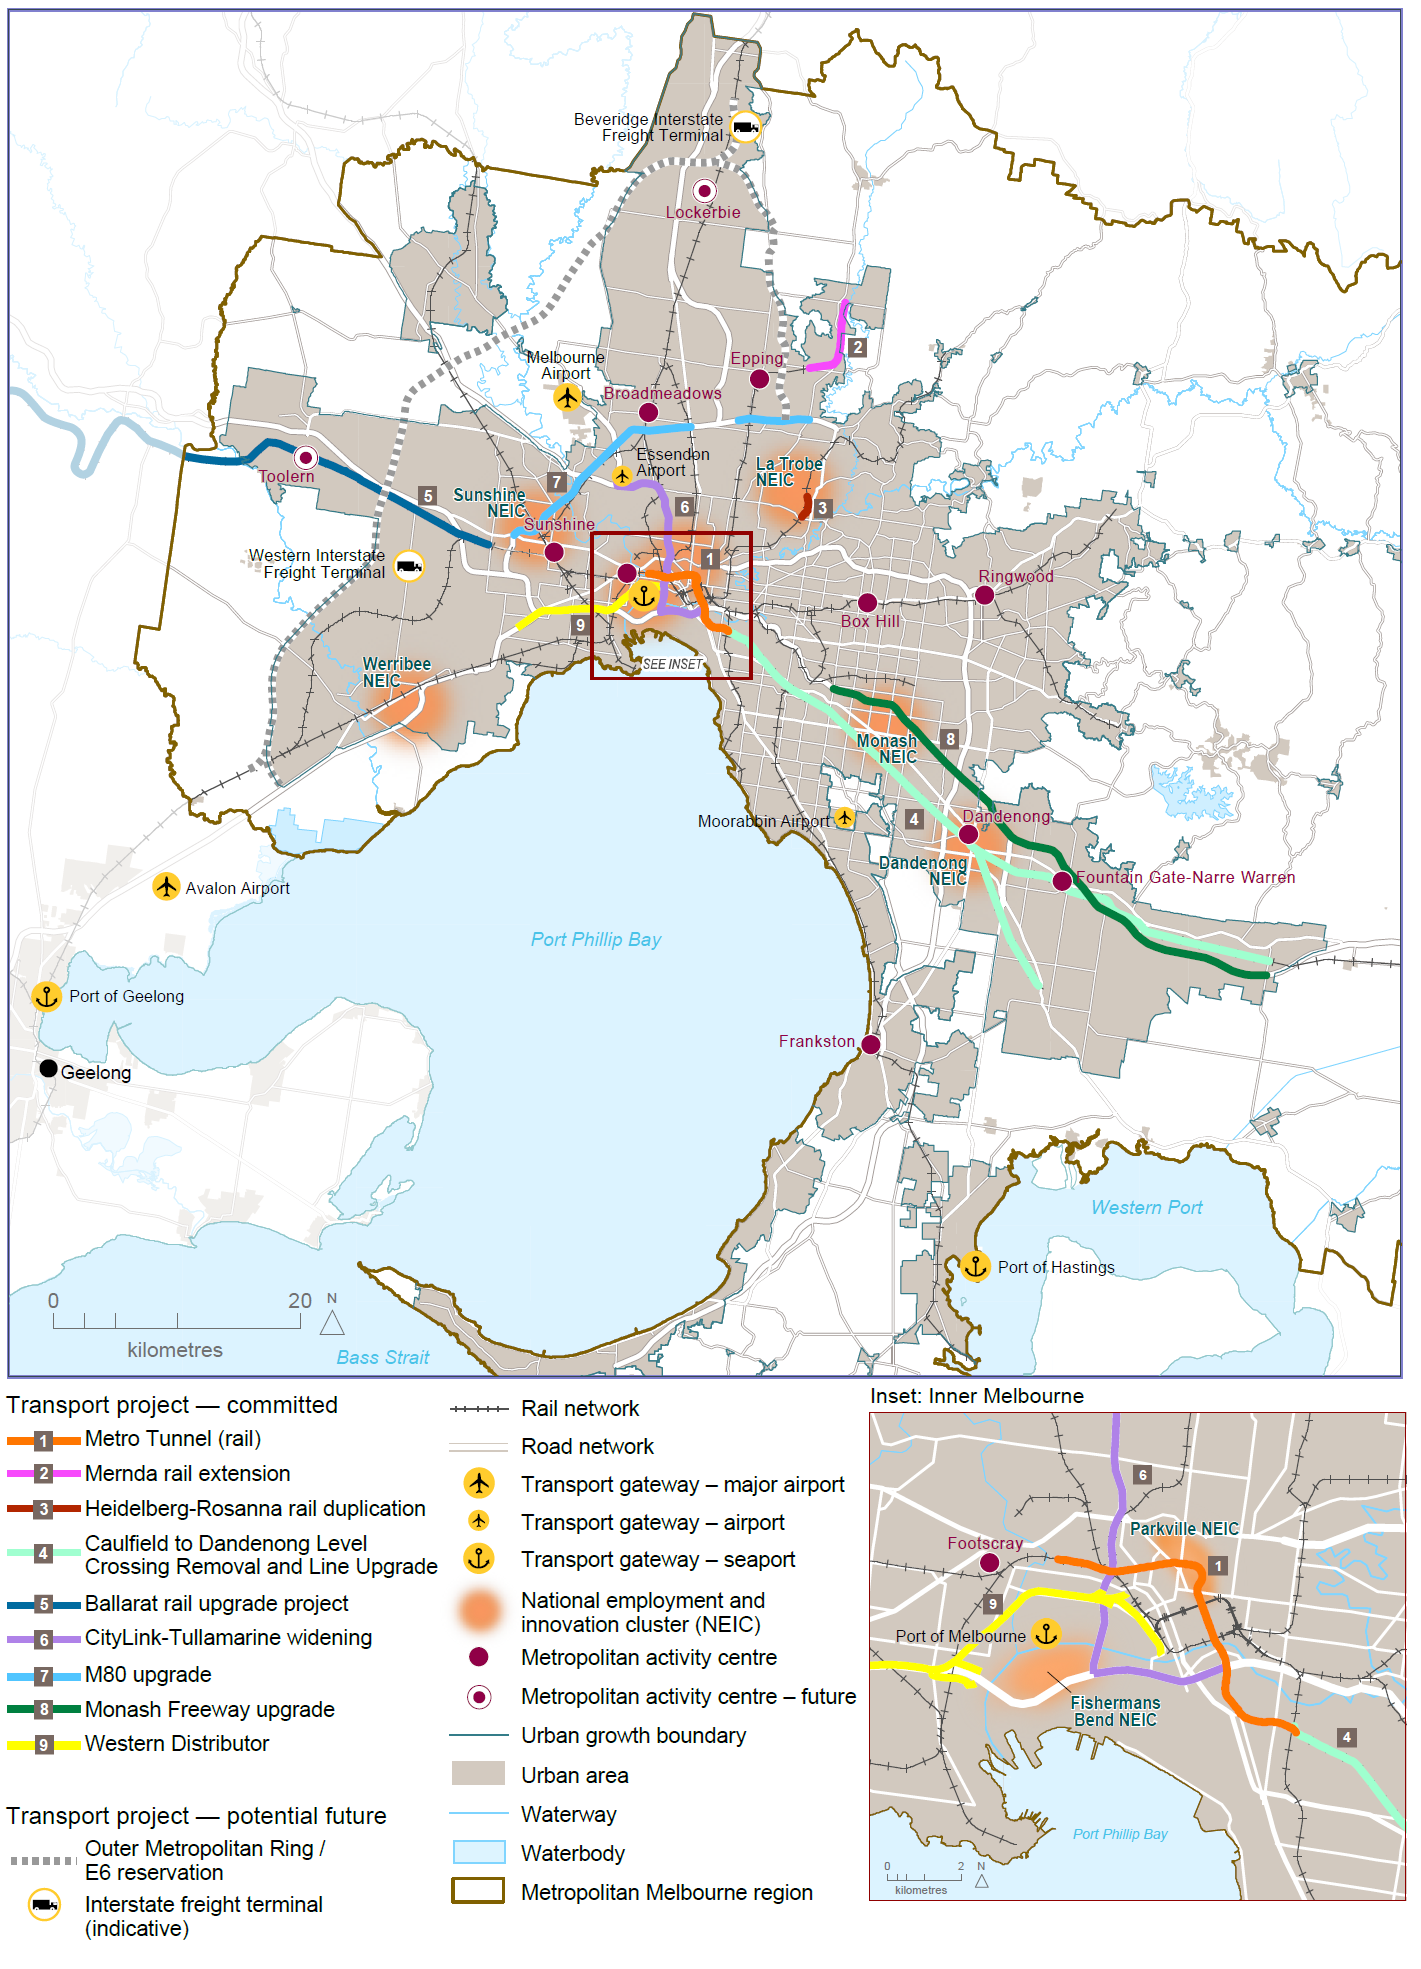 Beveridge Interstate
Freight Terminal
Lockerbie
2
Melbourne
Airport
Epping
Broadmeadows
Essendon
Airport
La Trobe
NEIC
Toolern
5
7
Sunshine
NEIC
6
3
Sunshine
Western Interstate
Freight Terminal
1
Ringwood
Box Hill
9
SEE INSET
Werribee
NEIC
Monash
NEIC
8
Moorabbin Airport
4
Dandenong
Dandenong
NEIC
Fountain Gate-Narre Warren
Avalon Airport
Port Phillip Bay
Port of Geelong
Frankston
Geelong
Western Port
Port of Hastings
0 20 N
kilometres
Bass Strait
Transport project — committed
1 Metro Tunnel (rail)
2 Mernda rail extension
3 Heidelberg-Rosanna rail duplication
4 Caulfield to Dandenong Level
Crossing Removal and Line Upgrade
5 Ballarat rail upgrade project
6 CityLink-Tullamarine widening
7 M80 upgrade
8 Monash Freeway upgrade
9 Western Distributor
Transport project — potential future
Outer Metropolitan Ring /
E6 reservation
Interstate freight terminal
(indicative)
Rail network
Road network
Transport gateway – major airport
Transport gateway – airport
Transport gateway – seaport
National employment and
innovation cluster (NEIC)
Metropolitan activity centre
Metropolitan activity centre – future
Urban growth boundary
Urban area
Waterway
Waterbody
Metropolitan Melbourne region
Inset: Inner Melbourne
6
Parkville NEIC
Footscray
1
9
Port of Melbourne
Fishermans
Bend NEIC
4
Port Phillip Bay
0 2 N
kilometres